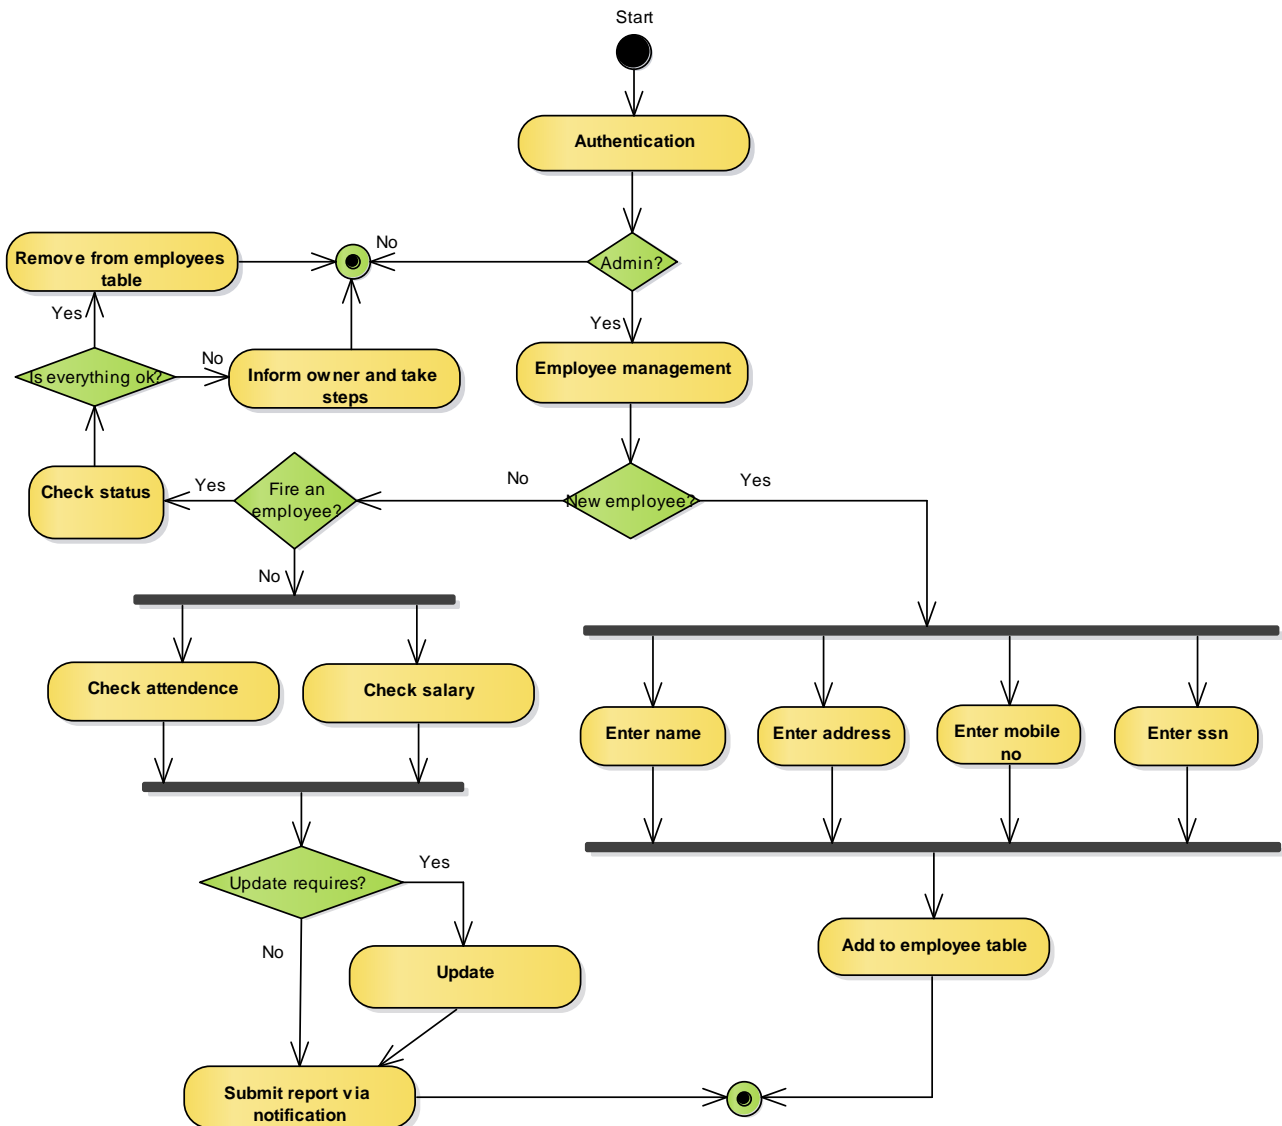 Start
Authentication
No
Admin?
Remove from employees
table
Yes
Yes
Is everything ok?
No
Inform owner and take
steps
Employee management
Check status
Yes
Fire an
employee?
No
New employee?
Yes
No
Check attendence
Check salary
Enter name
Enter address
Enter mobile
no
Enter ssn
Update requires?
Yes
No
Update
Add to employee table
Submit report via
notification